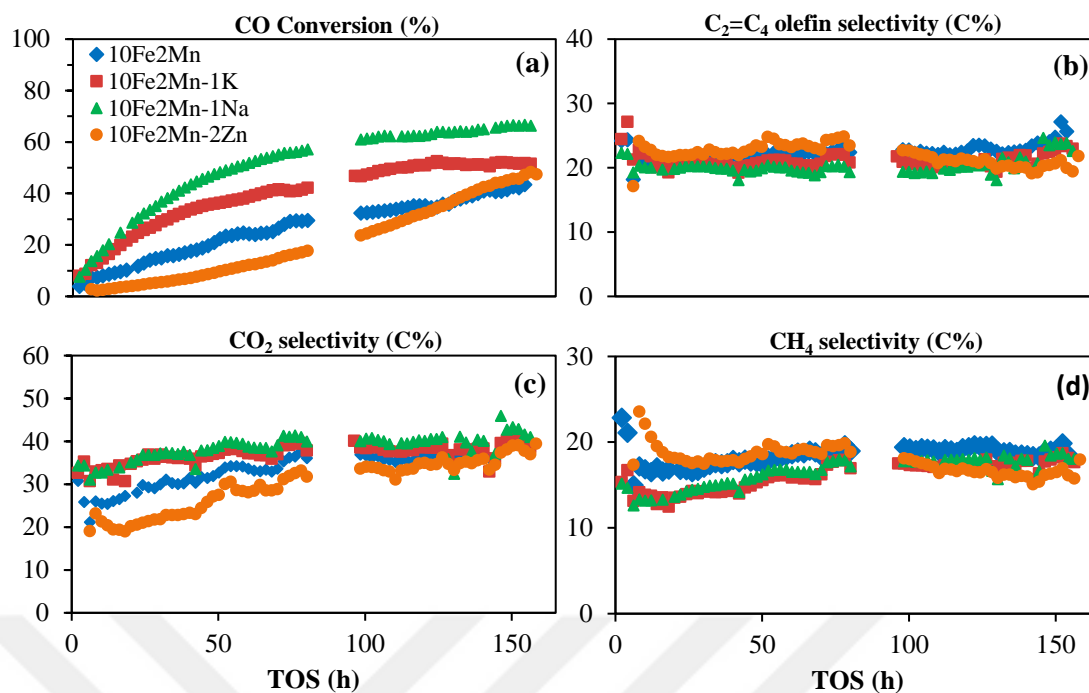 CO Conversion (%)
100
80
60
40
20
0
10Fe2Mn
10Fe2Mn-1K
10Fe2Mn-1Na
10Fe2Mn-2Zn
(a)
C₂=C₄ olefin selectivity (C%)
40
30
20
10
0
(b)
CO₂ selectivity (C%)
60
50
40
30
20
10
0
(c)
0 50 100 150
TOS (h)
CH₄ selectivity (C%)
30
20
10
0
(d)
0 50 100 150
TOS (h)